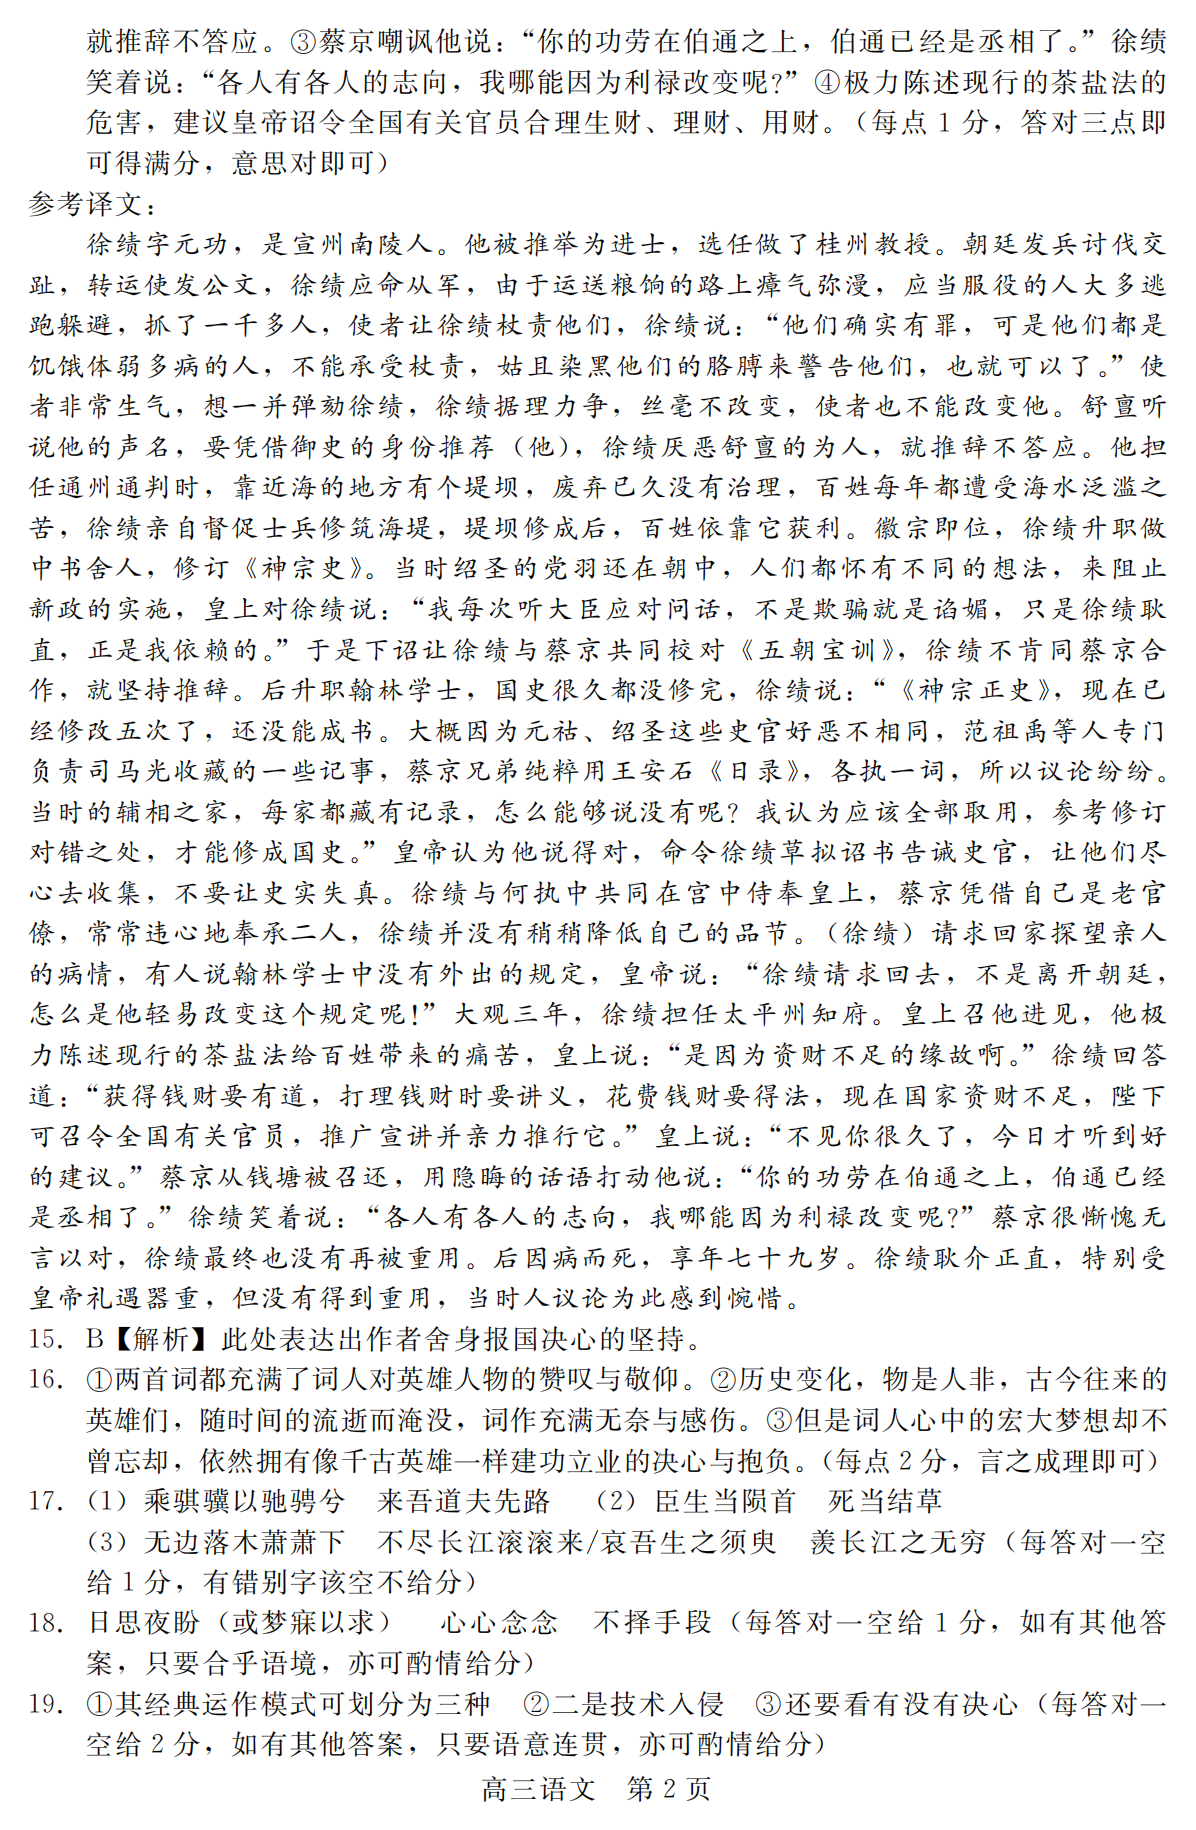 就推辞不答应。③蔡京嘲讽他说：“你的功劳在伯通之上，伯通已经是丞相了。”徐绩
笑着说：“各人有各人的志向，我哪能因为利禄改变呢?”④极力陈述现行的茶盐法的
危害，建议皇帝诏令全国有关官员合理生财、理财、用财。（每点 1 分，答对三点即
可得满分，意思对即可）
参考译文：
徐绩字元功，是宣州南陵人。他被推举为进士，选任做了桂州教授。朝廷发兵讨伐交
趾，转运使发公文，徐绩应命从军，由于运送粮饷的路上瘴气弥漫，应当服役的人大多逃
跑躲避，抓了一千多人，使者让徐绩杖责他们，徐绩说：“他们确实有罪，可是他们都是
饥饿体弱多病的人，不能承受杖责，姑且染黑他们的胳膊来警告他们，也就可以了。”使
者非常生气，想一并弹劾徐绩，徐绩据理力争，丝毫不改变，使者也不能改变他。舒亶听
说他的声名，要凭借御史的身份推荐（他），徐绩厌恶舒亶的为人，就推辞不答应。他担
任通州通判时，靠近海的地方有个堤坝，废弃已久没有治理，百姓每年都遭受海水泛滥之
苦，徐绩亲自督促士兵修筑海堤，堤坝修成后，百姓依靠它获利。徽宗即位，徐绩升职做
中书舍人，修订《神宗史》。当时绍圣的党羽还在朝中，人们都怀有不同的想法，来阻止
新政的实施，皇上对徐绩说：“我每次听大臣应对问话，不是欺骗就是谄媚，只是徐绩耿
直，正是我依赖的。”于是下诏让徐绩与蔡京共同校对《五朝宝训》，徐绩不肯同蔡京合
作，就坚持推辞。后升职翰林学士，国史很久都没修完，徐绩说：“《神宗正史》，现在已
经修改五次了，还没能成书。大概因为元祐、绍圣这些史官好恶不相同，范祖禹等人专门
负责司马光收藏的一些记事，蔡京兄弟纯粹用王安石《日录》，各执一词，所以议论纷纷。
当时的辅相之家，每家都藏有记录，怎么能够说没有呢？我认为应该全部取用，参考修订
对错之处，才能修成国史。”皇帝认为他说得对，命令徐绩草拟诏书告诫史官，让他们尽
心去收集，不要让史实失真。徐绩与何执中共同在宫中侍奉皇上，蔡京凭借自己是老官
僚，常常违心地奉承二人，徐绩并没有稍稍降低自己的品节。（徐绩）请求回家探望亲人
的病情，有人说翰林学士中没有外出的规定，皇帝说：“徐绩请求回去，不是离开朝廷，
怎么是他轻易改变这个规定呢！”大观三年，徐绩担任太平州知府。皇上召他进见，他极
力陈述现行的茶盐法给百姓带来的痛苦，皇上说：“是因为资财不足的缘故啊。”徐绩回答
道：“获得钱财要有道，打理钱财时要讲义，花费钱财要得法，现在国家资财不足，陛下
可召令全国有关官员，推广宣讲并亲力推行它。”皇上说：“不见你很久了，今日才听到好
的建议。”蔡京从钱塘被召还，用隐晦的话语打动他说：“你的功劳在伯通之上，伯通已经
是丞相了。”徐绩笑着说：“各人有各人的志向，我哪能因为利禄改变呢？”蔡京很惭愧无
言以对，徐绩最终也没有再被重用。后因病而死，享年七十九岁。徐绩耿介正直，特别受
皇帝礼遇器重，但没有得到重用，当时人议论为此感到惋惜。
15．B【解析】此处表达出作者舍身报国决心的坚持。
16．①两首词都充满了词人对英雄人物的赞叹与敬仰。②历史变化，物是人非，古今往来的
英雄们，随时间的流逝而淹没，词作充满无奈与感伤。③但是词人心中的宏大梦想却不
曾忘却，依然拥有像千古英雄一样建功立业的决心与抱负。（每点 2 分，言之成理即可）
17．（1）乘骐骥以驰骋兮　来吾道夫先路　（2）臣生当陨首　死当结草
（3）无边落木萧萧下　不尽长江滚滚来/哀吾生之须臾　羡长江之无穷（每答对一空
给 1 分，有错别字该空不给分）
18．日思夜盼（或梦寐以求）　心心念念　不择手段（每答对一空给 1 分，如有其他答
案，只要合乎语境，亦可酌情给分）
19．①其经典运作模式可划分为三种　②二是技术入侵　③还要看有没有决心（每答对一
空给 2 分，如有其他答案，只要语意连贯，亦可酌情给分）
高三语文　第 2 页